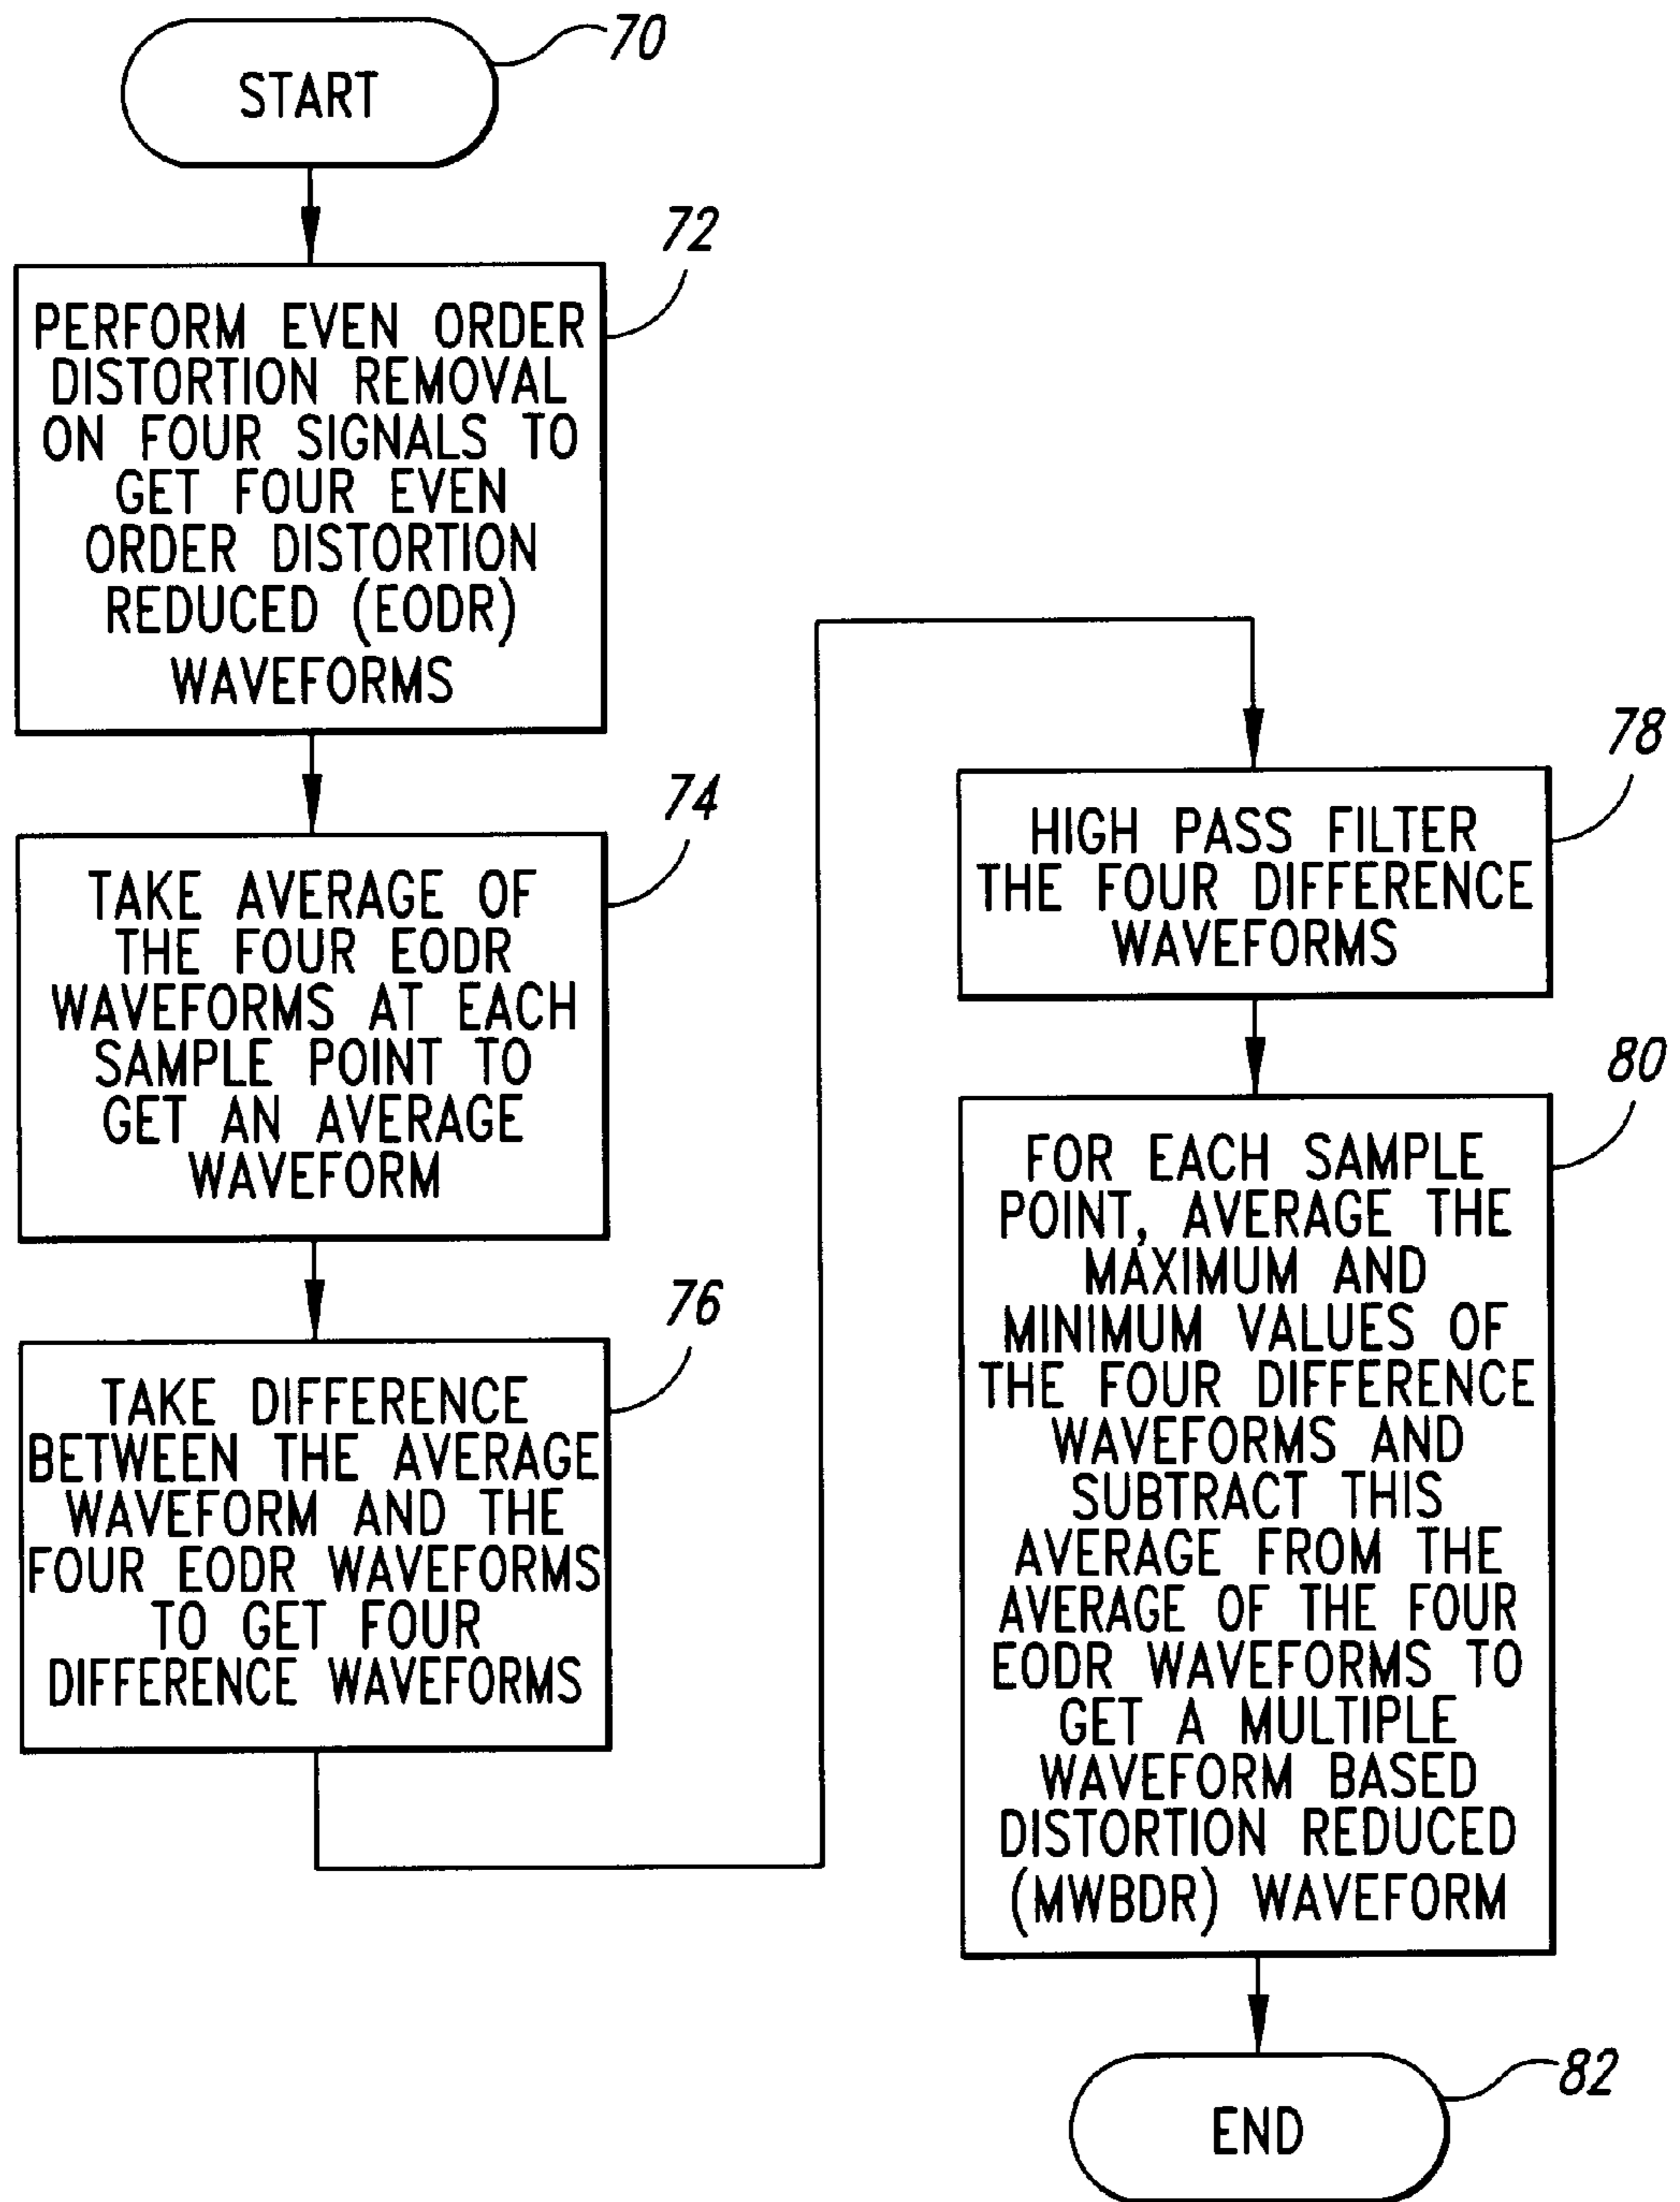 70
START
72
PERFORM EVEN ORDER
DISTORTION REMOVAL
ON FOUR SIGNALS TO
GET FOUR EVEN
ORDER DISTORTION
REDUCED (EODR)
WAVEFORMS
74
TAKE AVERAGE OF
THE FOUR EODR
WAVEFORMS AT EACH
SAMPLE POINT TO
GET AN AVERAGE
WAVEFORM
76
TAKE DIFFERENCE
BETWEEN THE AVERAGE
WAVEFORM AND THE
FOUR EODR WAVEFORMS
TO GET FOUR
DIFFERENCE WAVEFORMS
78
HIGH PASS FILTER
THE FOUR DIFFERENCE
WAVEFORMS
80
FOR EACH SAMPLE
POINT, AVERAGE THE
MAXIMUM AND
MINIMUM VALUES OF
THE FOUR DIFFERENCE
WAVEFORMS AND
SUBTRACT THIS
AVERAGE FROM THE
AVERAGE OF THE FOUR
EODR WAVEFORMS TO
GET A MULTIPLE
WAVEFORM BASED
DISTORTION REDUCED
(MWBDR) WAVEFORM
82
END